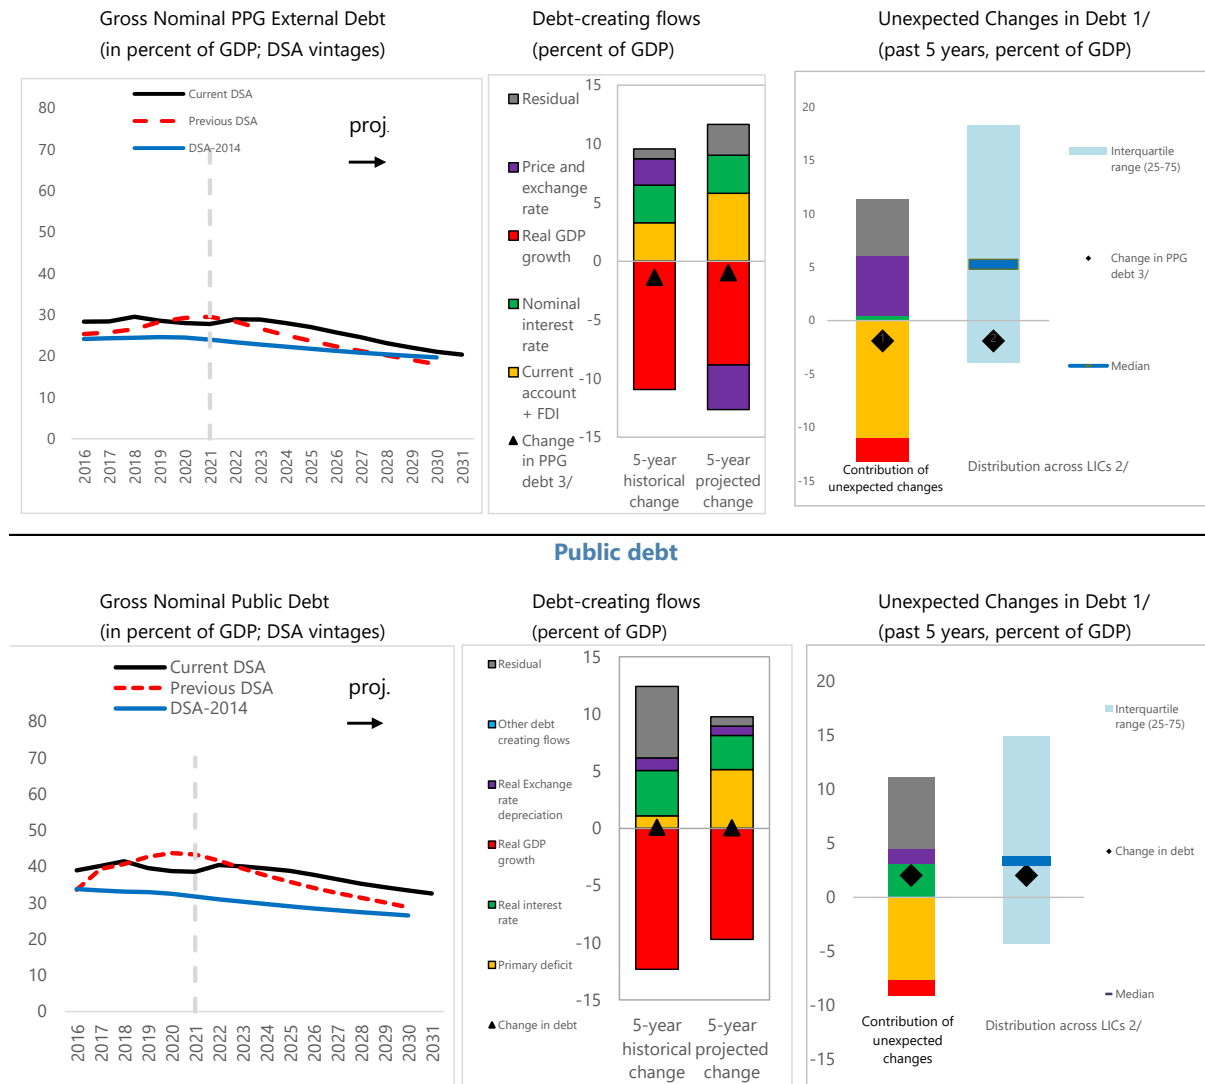 Gross Nominal PPG External Debt
(in percent of GDP; DSA vintages)
Current DSA
Previous DSA
DSA-2014
proj.
80
70
60
50
40
30
20
10
0
2016
2017
2018
2019
2020
2021
2022
2023
2024
2025
2026
2027
2028
2029
2030
2031
Debt-creating flows
(percent of GDP)
Residual
Price and
exchange
rate
Real GDP
growth
Nominal
interest
rate
Current
account
+ FDI
Change
in PPG
debt 3/
15
10
5
0
-5
-10
-15
5-year
historical
change
5-year
projected
change
Unexpected Changes in Debt 1/
(past 5 years, percent of GDP)
20
15
10
5
0
-5
-10
-15
1
2
Interquartile
range (25-75)
Change in PPG
debt 3/
Median
Contribution of
unexpected changes
Distribution across LICs 2/
Public debt
Gross Nominal Public Debt
(in percent of GDP; DSA vintages)
Current DSA
Previous DSA
DSA-2014
proj.
80
70
60
50
40
30
20
10
0
2016
2017
2018
2019
2020
2021
2022
2023
2024
2025
2026
2027
2028
2029
2030
2031
Debt-creating flows
(percent of GDP)
Residual
Other debt
creating flows
Real Exchange
rate
depreciation
Real GDP
growth
Real interest
rate
Primary deficit
Change in debt
15
10
5
0
-5
-10
-15
5-year
historical
change
5-year
projected
change
Unexpected Changes in Debt 1/
(past 5 years, percent of GDP)
20
15
10
5
0
-5
-10
-15
Interquartile
range (25-75)
Change in debt
Median
Contribution of
unexpected
changes
Distribution across LICs 2/